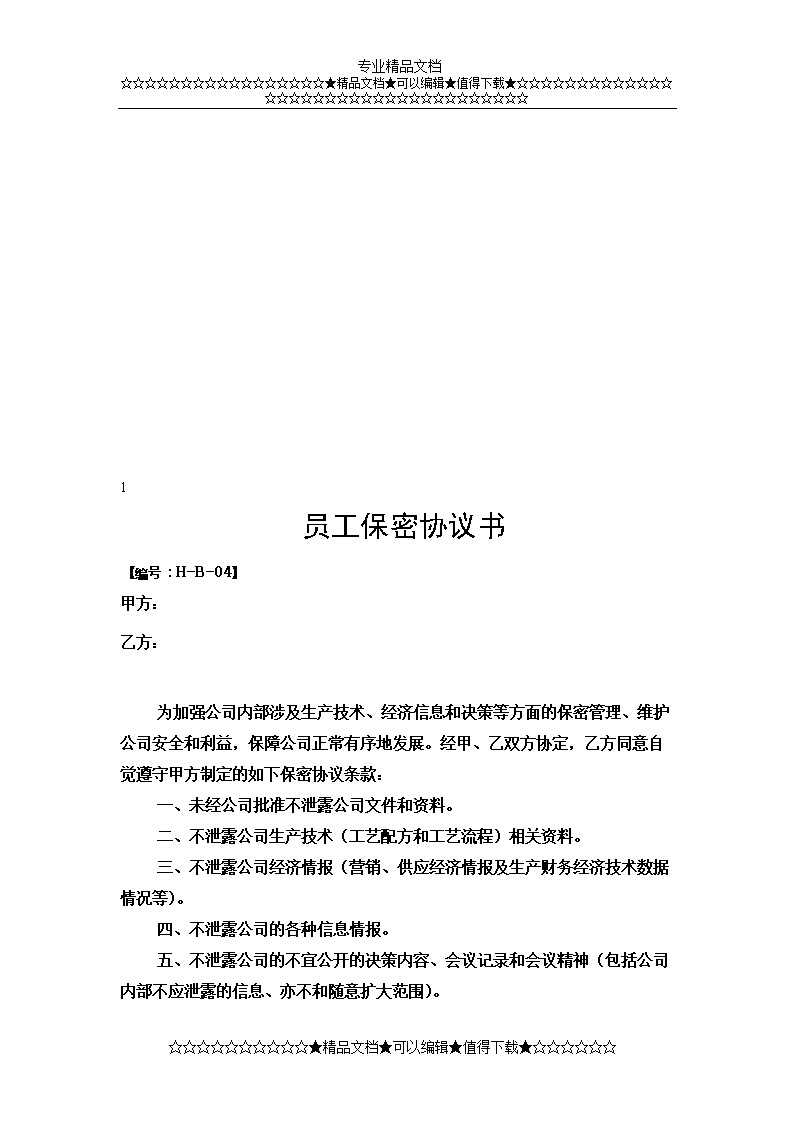 专业精品文档
☆☆☆☆☆☆☆☆☆☆☆☆☆☆☆☆☆★精品文档★可以编辑★值得下载★☆☆☆☆☆☆☆☆☆☆☆☆☆
☆☆☆☆☆☆☆☆☆☆☆☆☆☆☆☆☆☆☆☆☆☆
1
员工保密协议书
【编号:H-B-04】
甲方：
乙方：
为加强公司内部涉及生产技术、经济信息和决策等方面的保密管理、维护
公司安全和利益，保障公司正常有序地发展。经甲、乙双方协定，乙方同意自
觉遵守甲方制定的如下保密协议条款：
一、未经公司批准不泄露公司文件和资料。
二、不泄露公司生产技术（工艺配方和工艺流程）相关资料。
三、不泄露公司经济情报（营销、供应经济情报及生产财务经济技术数据
情况等）。
四、不泄露公司的各种信息情报。
五、不泄露公司的不宜公开的决策内容、会议记录和会议精神（包括公司
内部不应泄露的信息、亦不和随意扩大范围）。
☆☆☆☆☆☆☆☆☆☆★精品文档★可以编辑★值得下载★☆☆☆☆☆☆